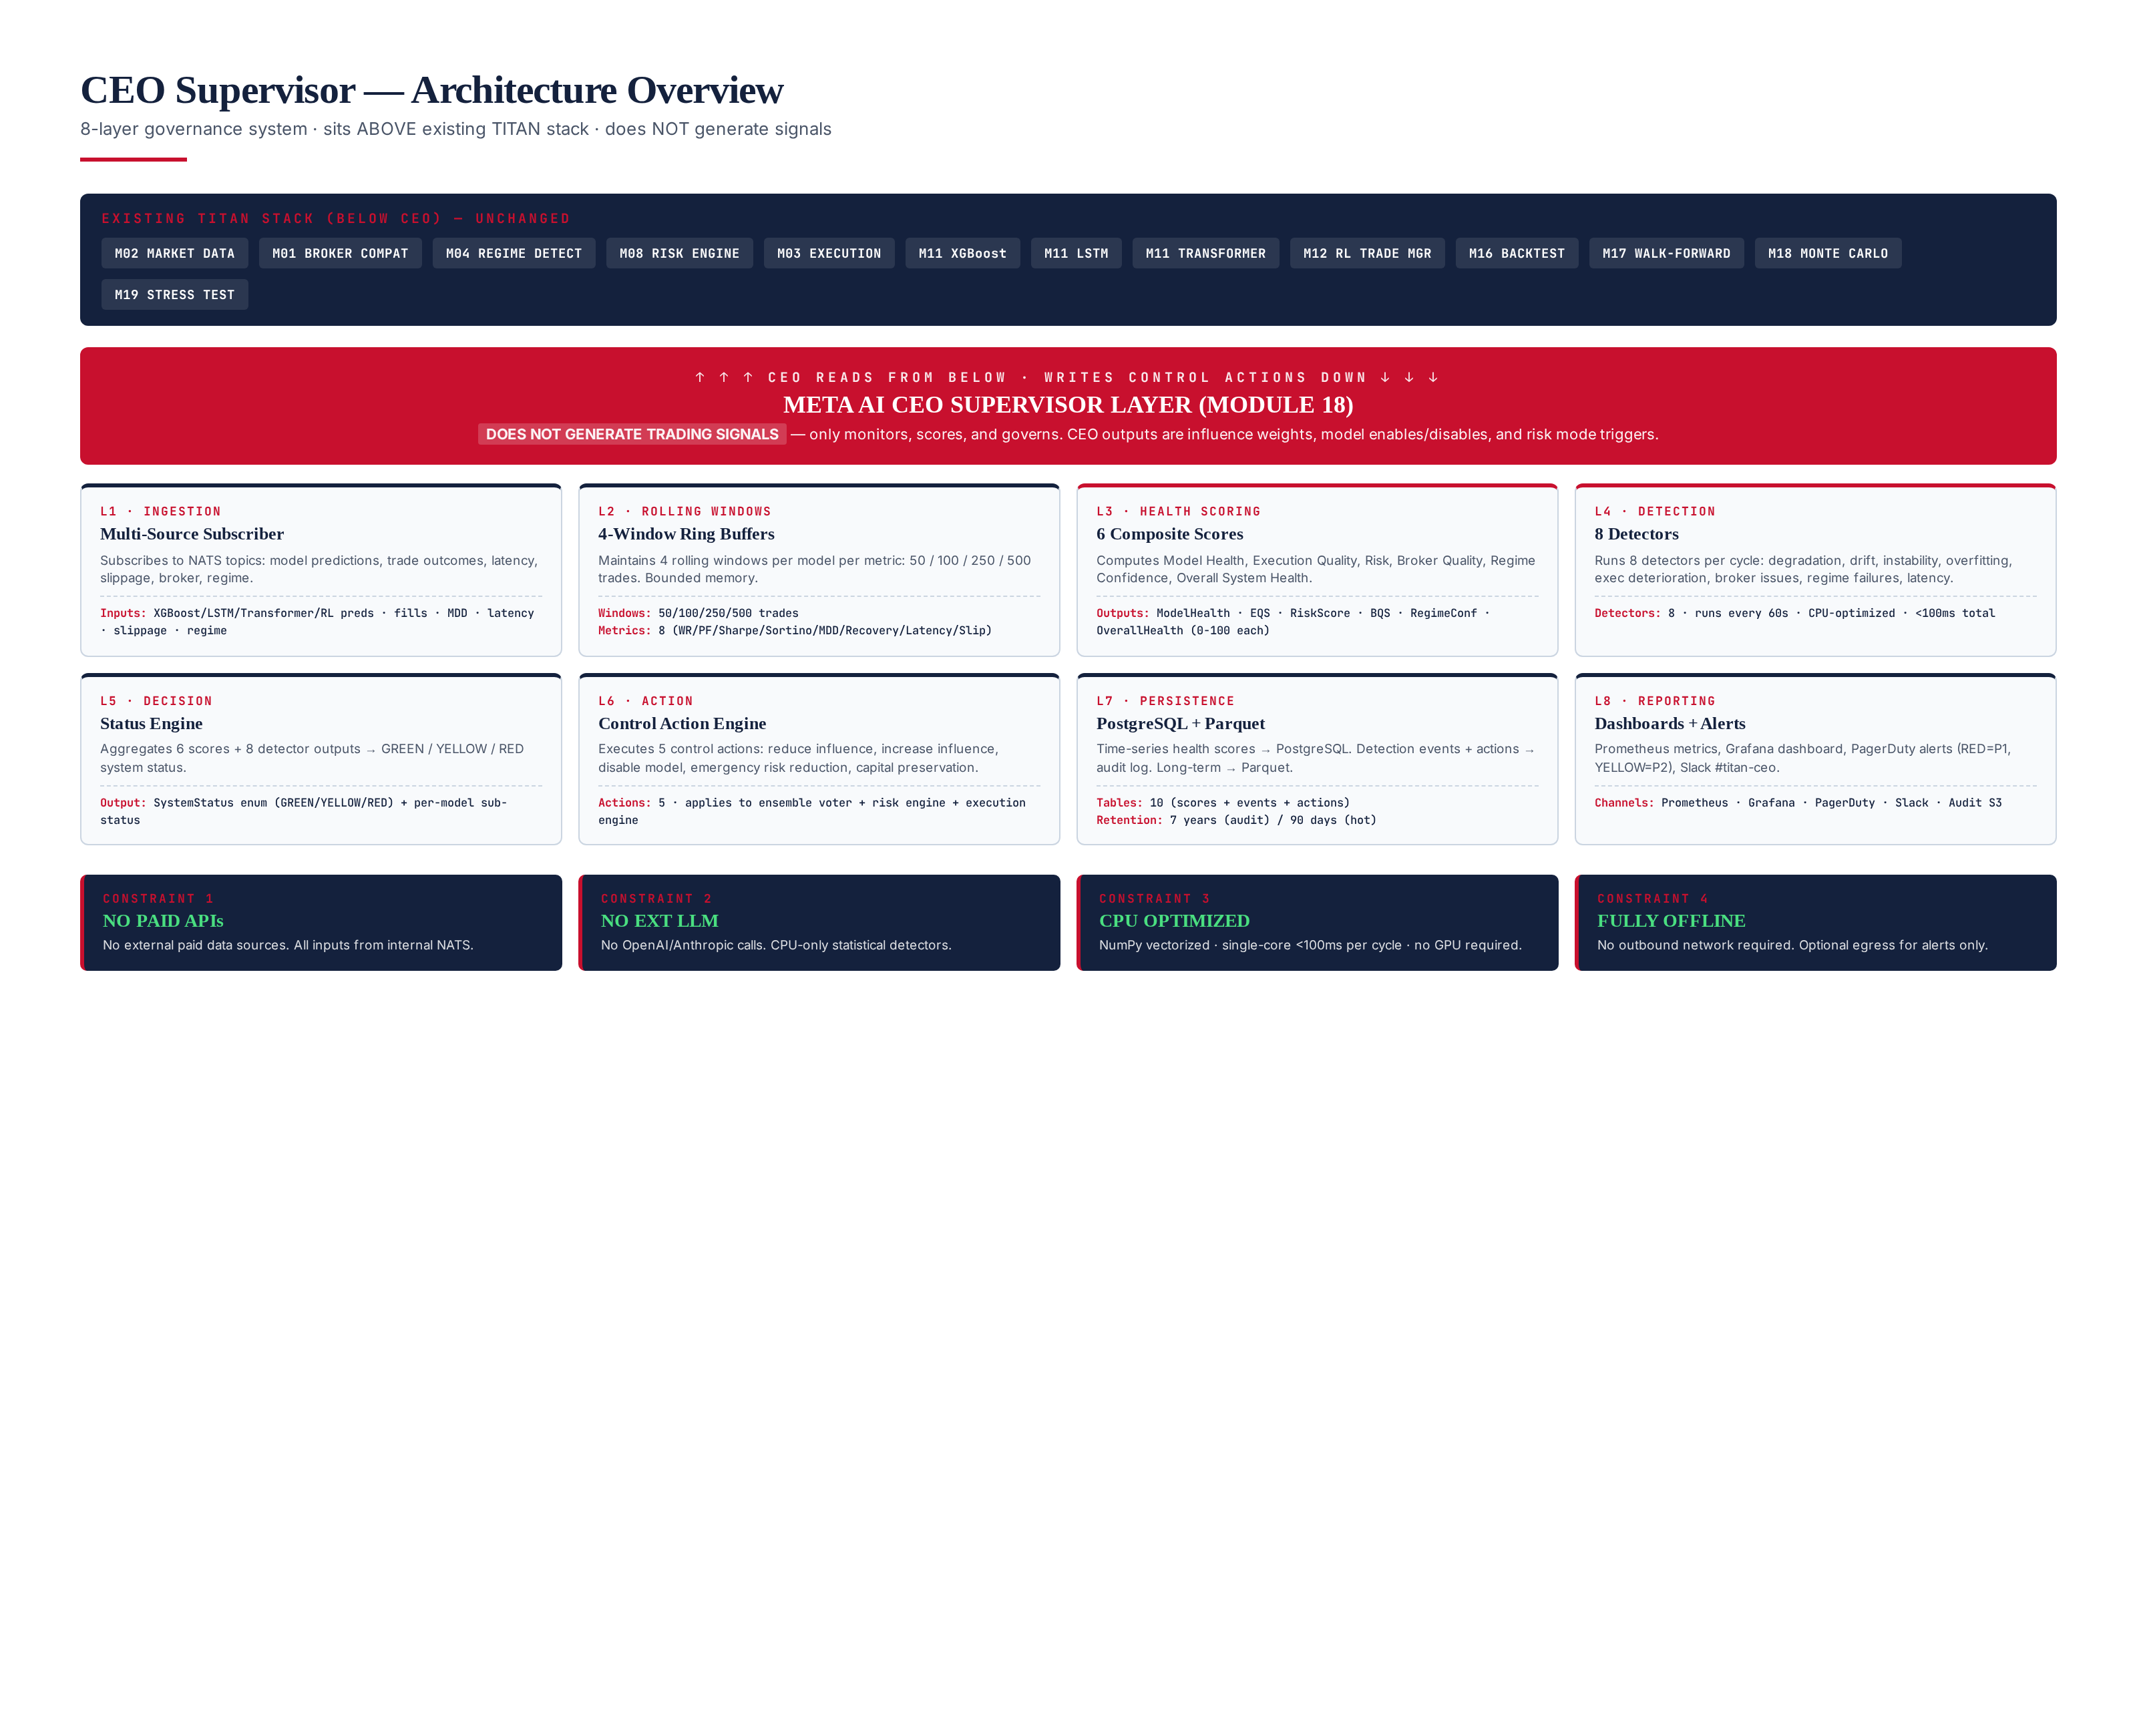 CEO Supervisor — Architecture Overview
8-layer governance system · sits ABOVE existing TITAN stack · does NOT generate signals
EXISTING TITAN STACK (BELOW CEO) — UNCHANGED
M02 MARKET DATA M01 BROKER COMPAT M04 REGIME DETECT M08 RISK ENGINE M03 EXECUTION M11 XGBoost M11 LSTM M11 TRANSFORMER M12 RL TRADE MGR M16 BACKTEST M17 WALK-FORWARD M18 MONTE CARLO
M19 STRESS TEST
↑ ↑ ↑ CEO READS FROM BELOW · WRITES CONTROL ACTIONS DOWN ↓ ↓ ↓
META AI CEO SUPERVISOR LAYER (MODULE 18)
DOES NOT GENERATE TRADING SIGNALS — only monitors, scores, and governs. CEO outputs are influence weights, model enables/disables, and risk mode triggers.
L1 · INGESTION
Multi-Source Subscriber
Subscribes to NATS topics: model predictions, trade outcomes, latency,
slippage, broker, regime.
Inputs: XGBoost/LSTM/Transformer/RL preds · fills · MDD · latency
· slippage · regime
L2 · ROLLING WINDOWS
4-Window Ring Buffers
Maintains 4 rolling windows per model per metric: 50 / 100 / 250 / 500
trades. Bounded memory.
Windows: 50/100/250/500 trades
Metrics: 8 (WR/PF/Sharpe/Sortino/MDD/Recovery/Latency/Slip)
L3 · HEALTH SCORING
6 Composite Scores
Computes Model Health, Execution Quality, Risk, Broker Quality, Regime
Confidence, Overall System Health.
Outputs: ModelHealth · EQS · RiskScore · BQS · RegimeConf ·
OverallHealth (0-100 each)
L4 · DETECTION
8 Detectors
Runs 8 detectors per cycle: degradation, drift, instability, overfitting,
exec deterioration, broker issues, regime failures, latency.
Detectors: 8 · runs every 60s · CPU-optimized · <100ms total
L5 · DECISION
Status Engine
Aggregates 6 scores + 8 detector outputs → GREEN / YELLOW / RED
system status.
Output: SystemStatus enum (GREEN/YELLOW/RED) + per-model sub-
status
L6 · ACTION
Control Action Engine
Executes 5 control actions: reduce influence, increase influence,
disable model, emergency risk reduction, capital preservation.
Actions: 5 · applies to ensemble voter + risk engine + execution
engine
L7 · PERSISTENCE
PostgreSQL + Parquet
Time-series health scores → PostgreSQL. Detection events + actions →
audit log. Long-term → Parquet.
Tables: 10 (scores + events + actions)
Retention: 7 years (audit) / 90 days (hot)
L8 · REPORTING
Dashboards + Alerts
Prometheus metrics, Grafana dashboard, PagerDuty alerts (RED=P1,
YELLOW=P2), Slack #titan-ceo.
Channels: Prometheus · Grafana · PagerDuty · Slack · Audit S3
CONSTRAINT 1
NO PAID APIs
No external paid data sources. All inputs from internal NATS.
CONSTRAINT 2
NO EXT LLM
No OpenAI/Anthropic calls. CPU-only statistical detectors.
CONSTRAINT 3
CPU OPTIMIZED
NumPy vectorized · single-core <100ms per cycle · no GPU required.
CONSTRAINT 4
FULLY OFFLINE
No outbound network required. Optional egress for alerts only.